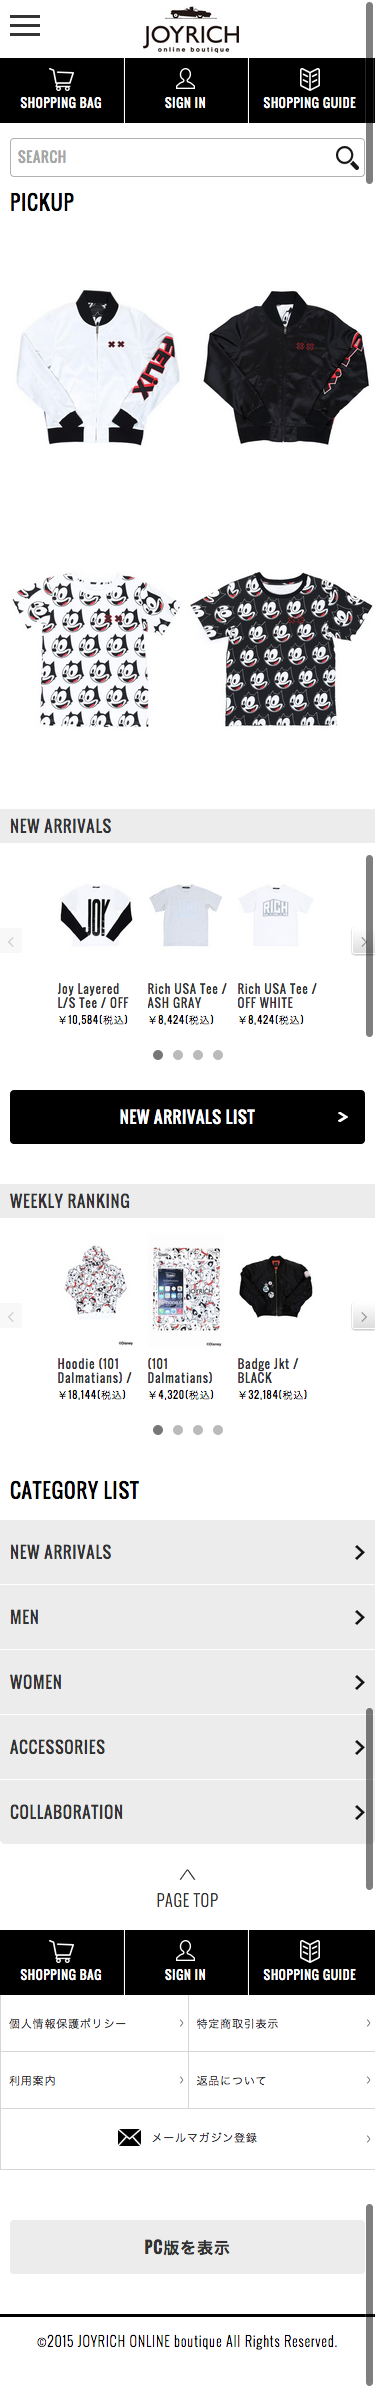 JOYRICH
online boutique
SHOPPING BAG
SIGN IN
SHOPPING GUIDE
SEARCH
PICKUP
FELIX
NEW ARRIVALS
JOY
RICH
Joy Layered
L/S Tee / OFF
￥10,584(税込)
Rich USA Tee /
ASH GRAY
￥8,424(税込)
Rich USA Tee /
OFF WHITE
￥8,424(税込)
NEW ARRIVALS LIST
WEEKLY RANKING
JOYRICH
©Disney
©Disney
Hoodie (101
Dalmatians) /
￥18,144(税込)
(101
Dalmatians)
￥4,320(税込)
Badge Jkt /
BLACK
￥32,184(税込)
CATEGORY LIST
NEW ARRIVALS
MEN
WOMEN
ACCESSORIES
COLLABORATION
PAGE TOP
SHOPPING BAG
SIGN IN
SHOPPING GUIDE
個人情報保護ポリシー
特定商取引表示
利用案内
返品について
メールマガジン登録
PC版を表示
©2015 JOYRICH ONLINE boutique All Rights Reserved.